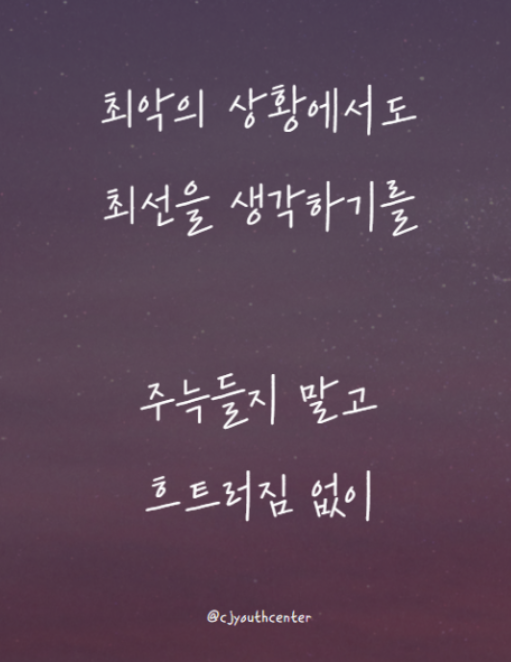 최악의 상황에서도
최선을 생각하기를
주눅들지 말고
흐트러짐 없이
@cjyouthcenter